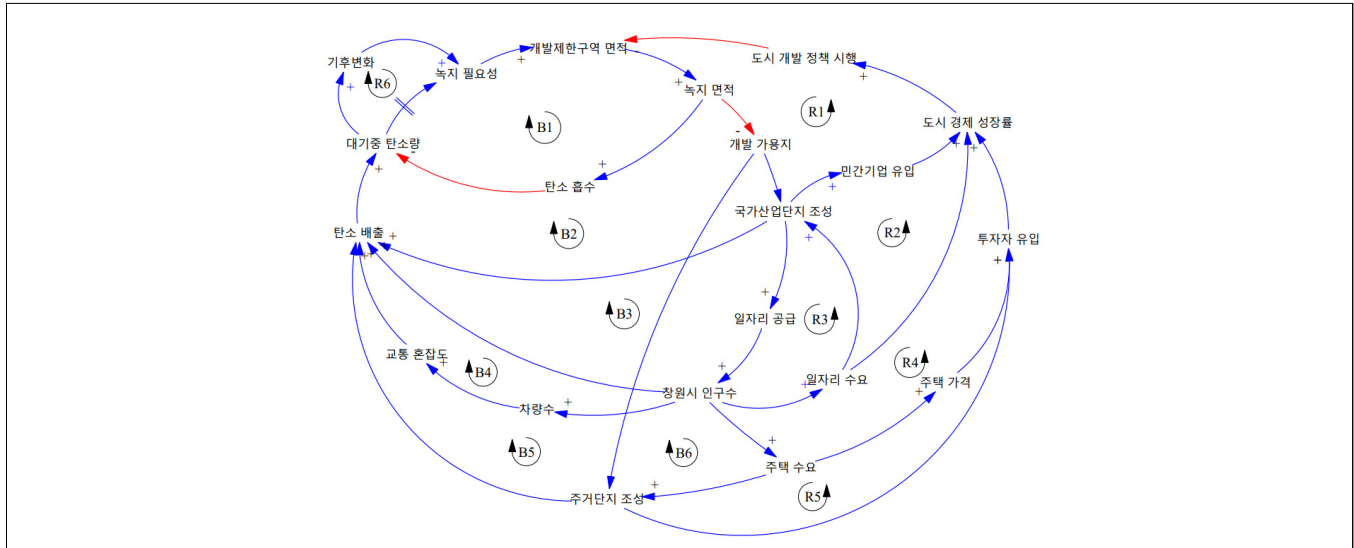 개발제한구역 면적
-
도시 개발 정책 시행
기후변화
+
녹지 필요성
+
+
R6
+
녹지 면적
+
+
B1
R1
도시 경제 성장률
대기중 탄소량
-
-
개발 가용지
+
+
+
+
민간기업 유입
+
탄소 흡수
국가산업단지 조성
+
탄소 배출
+
++
B2
R2
투자자 유입
+
B3
+
일자리 공급
R3
교통 혼잡도
+
B4
+
창원시 인구수
+
일자리 수요
R4
+
주택 가격
차량수
+
B5
B6
+
주택 수요
+
주거단지 조성
R5